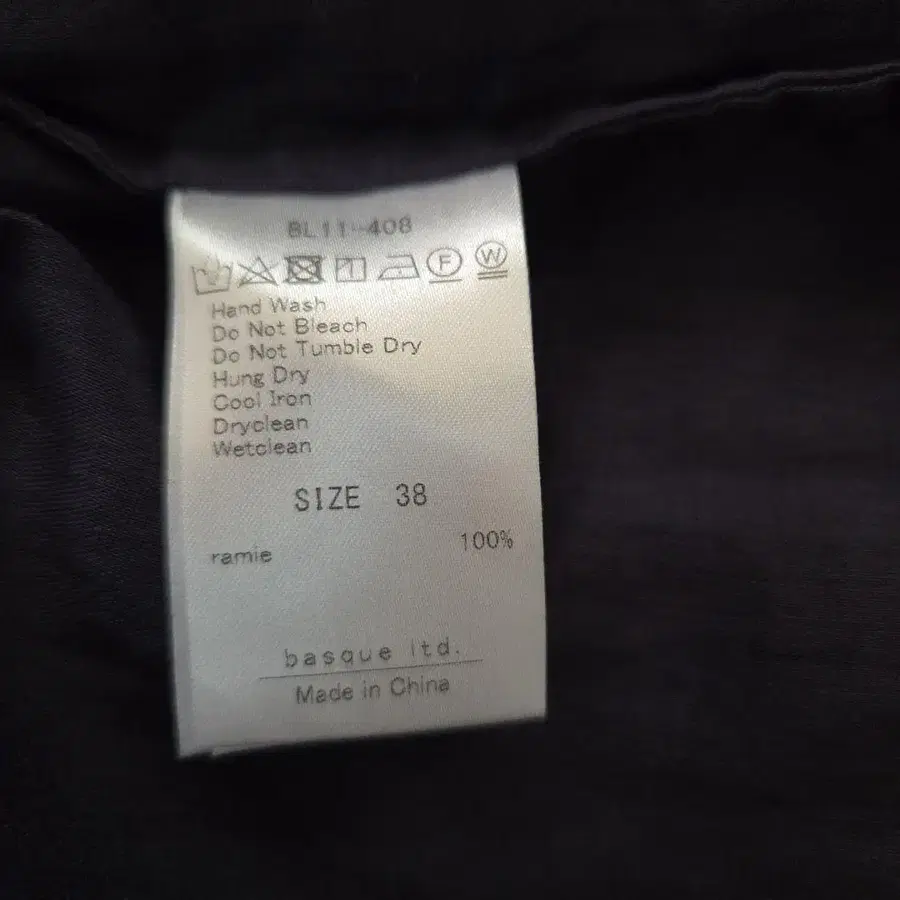 BL11-408
F W
Hand Wash
Do Not Bleach
Do Not Tumble Dry
Hung Dry
Cool Iron
Dryclean
Wetclean
SIZE 38
ramie 100%
basque ltd.
Made in China